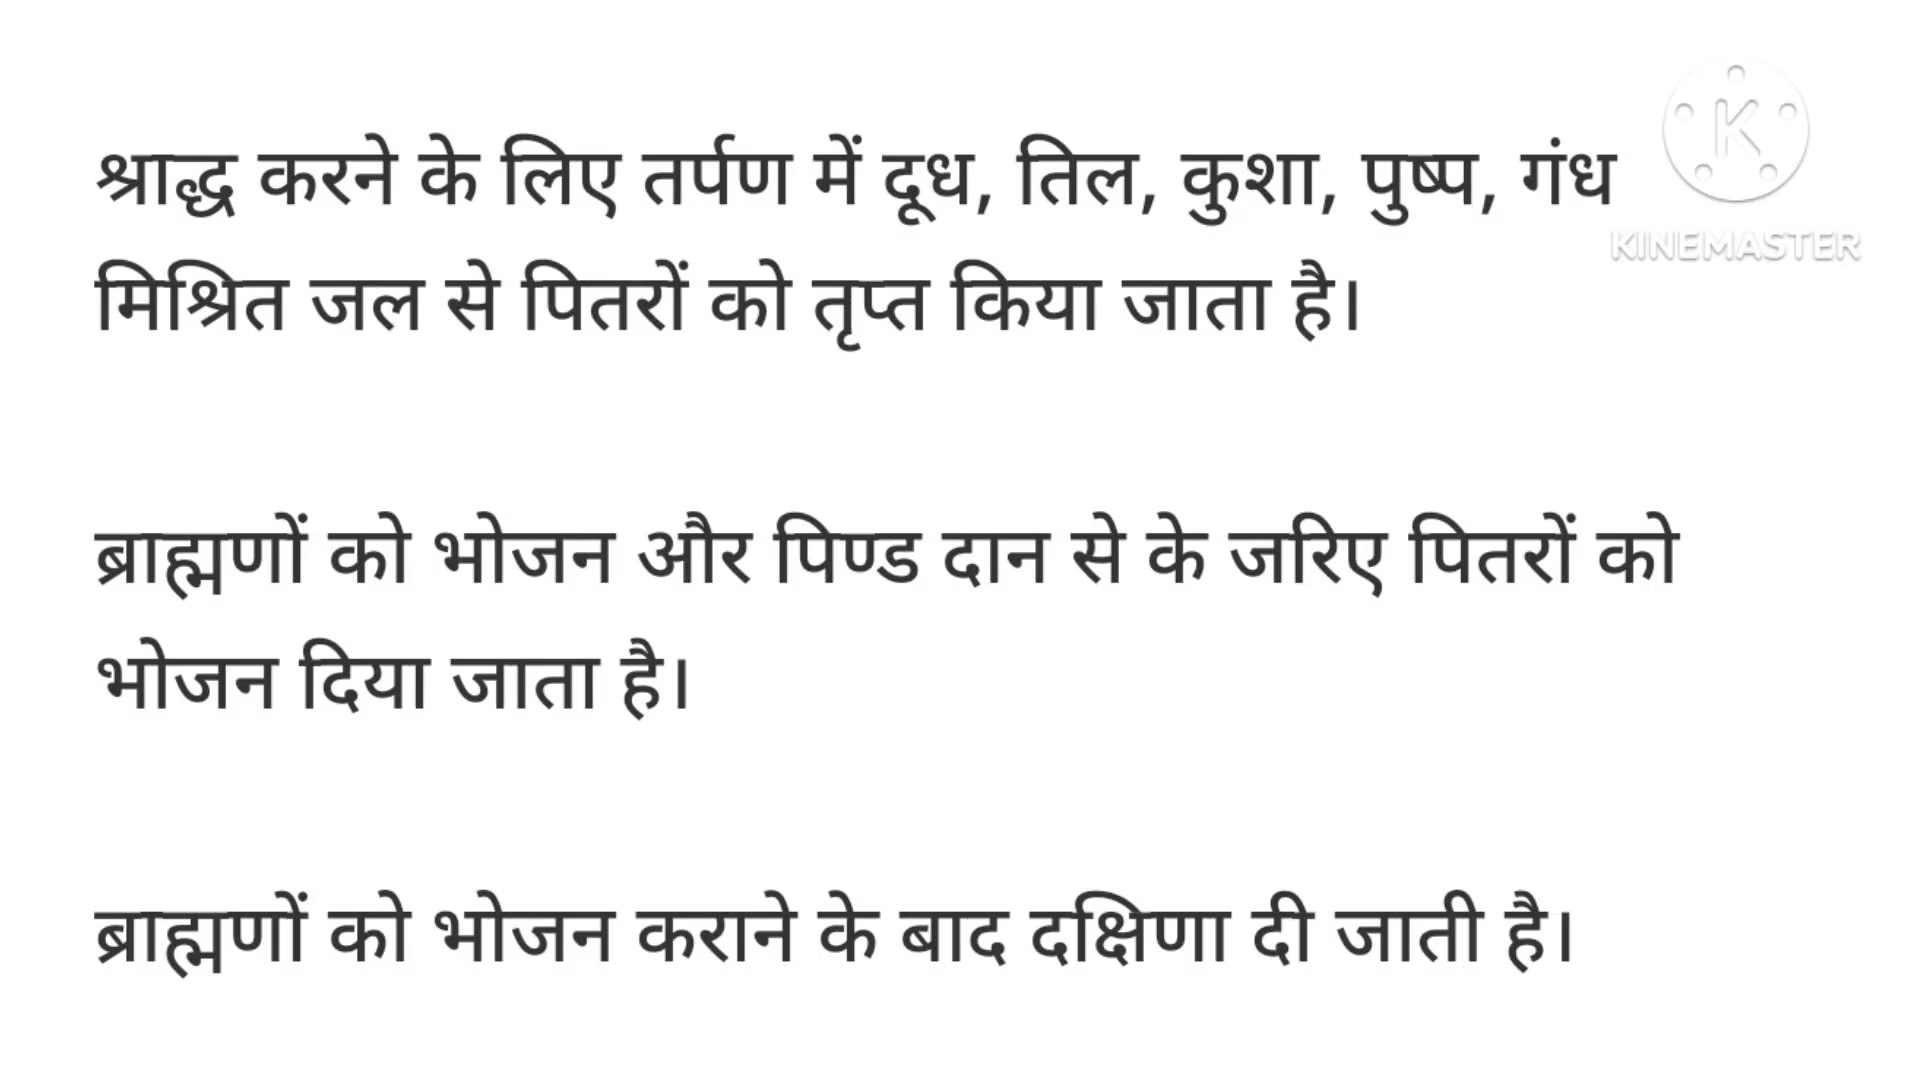 श्राद्ध करने के लिए तर्पण में दूध, तिल, कुशा, पुष्प, गंध
मिश्रित जल से पितरों को तृप्त किया जाता है।
ब्राह्मणों को भोजन और पिण्ड दान से के जरिए पितरों को
भोजन दिया जाता है।
ब्राह्मणों को भोजन कराने के बाद दक्षिणा दी जाती है।
K
KINEMASTER